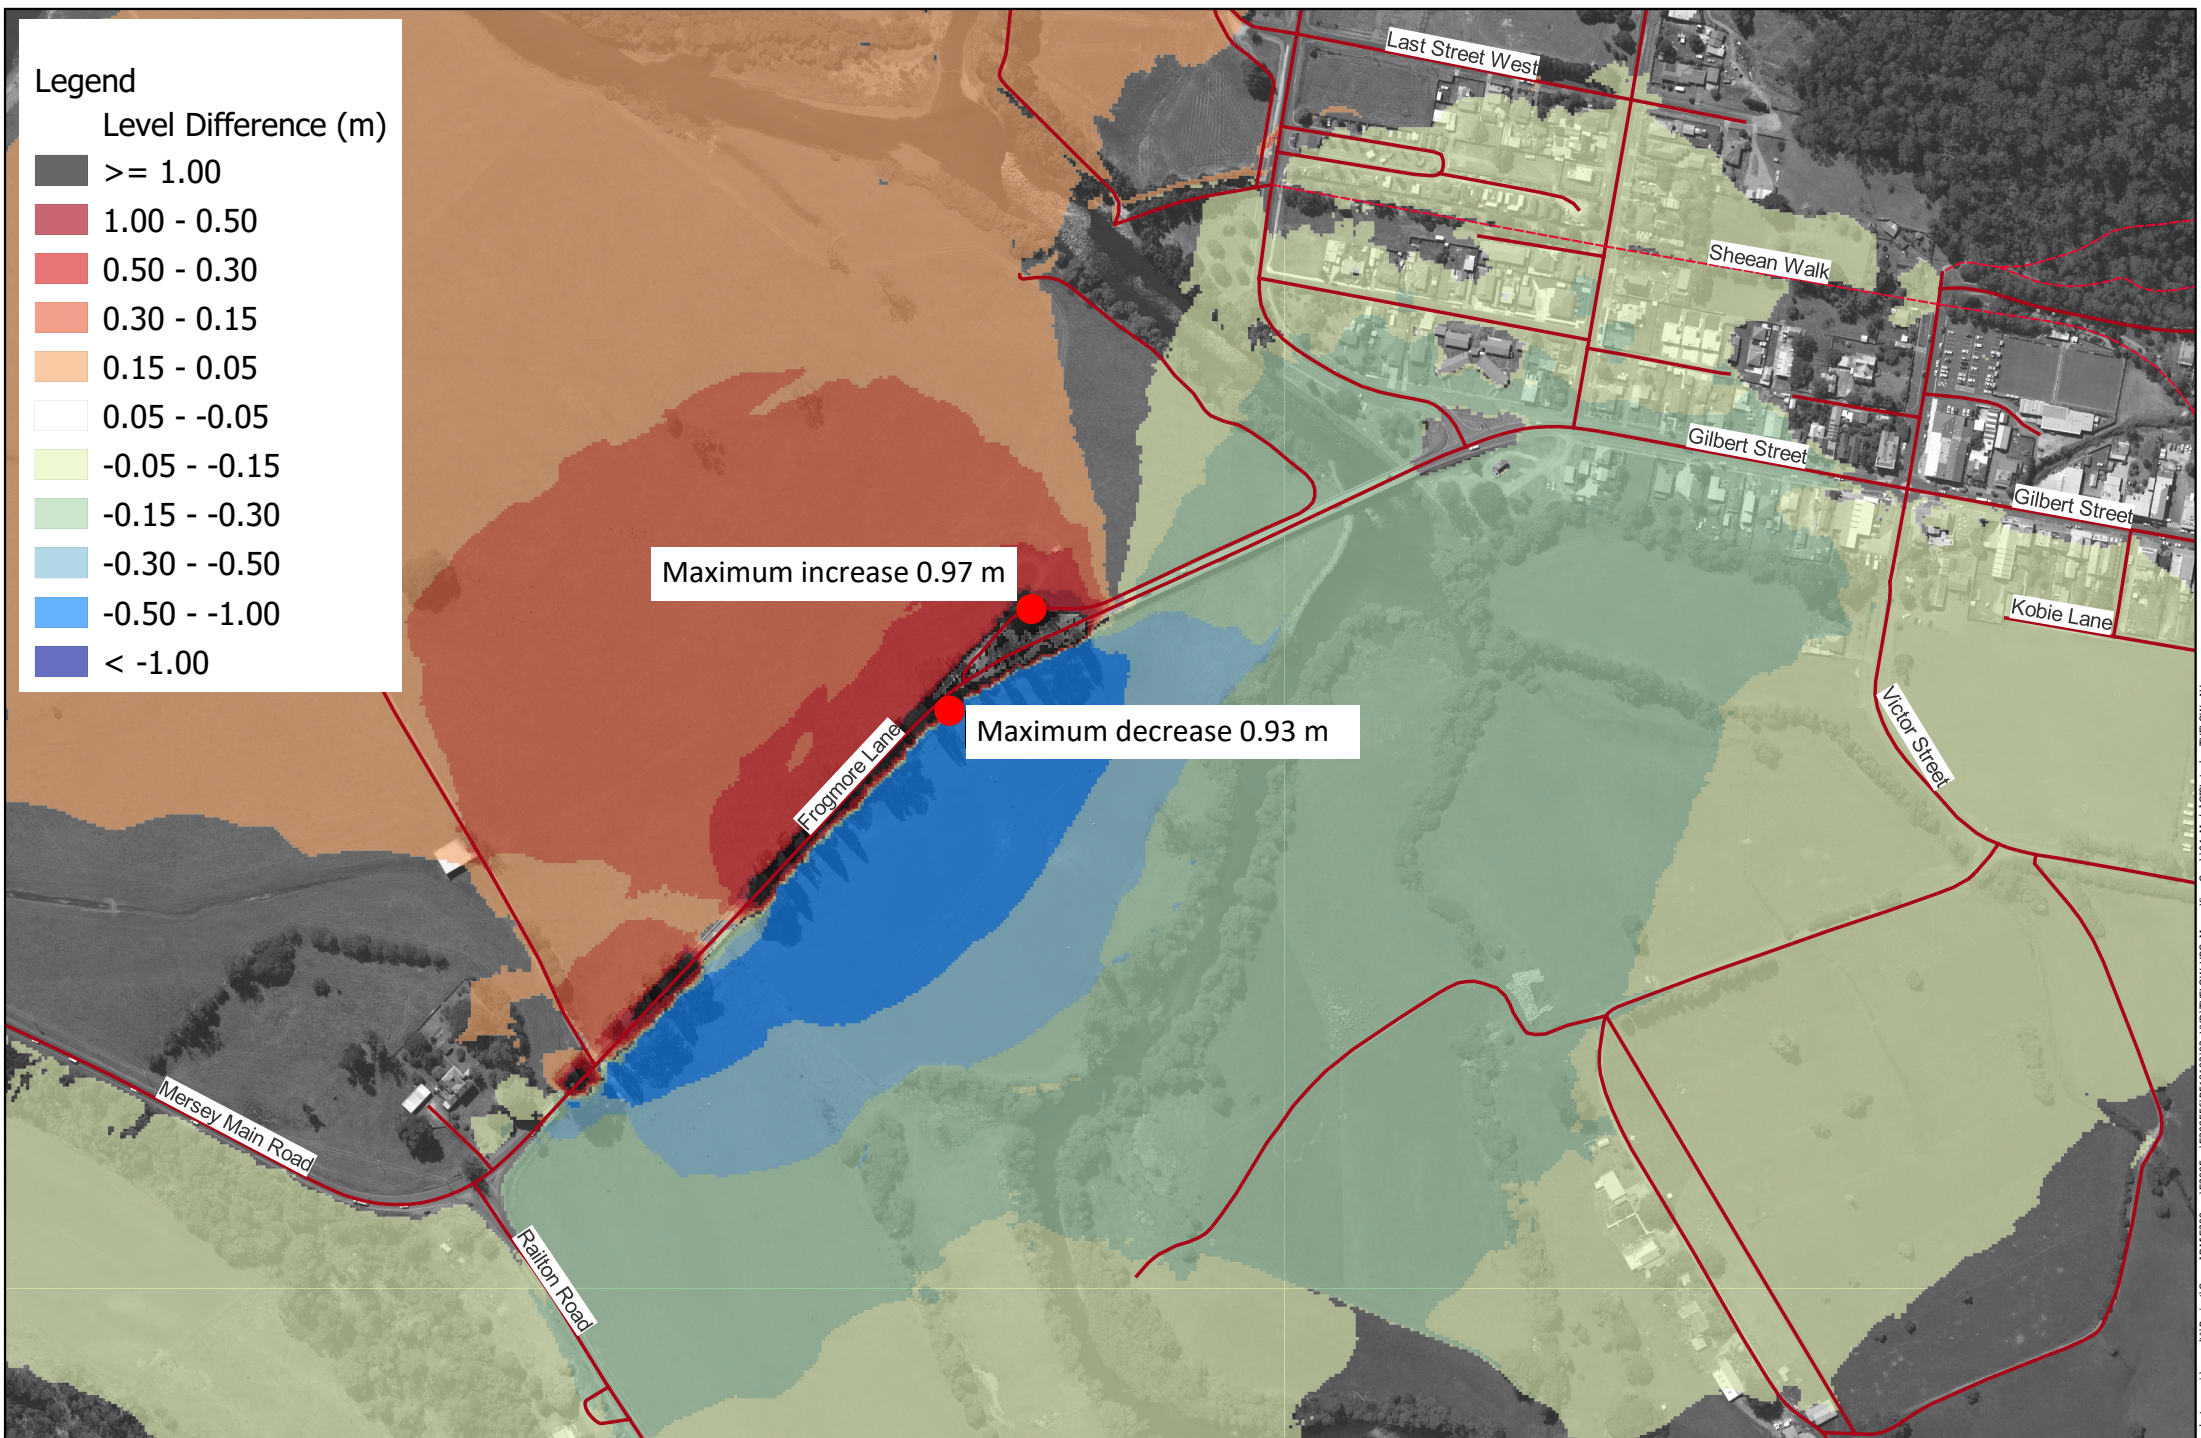 Legend
Level Difference (m)
>= 1.00
1.00 - 0.50
0.50 - 0.30
0.30 - 0.15
0.15 - 0.05
0.05 - -0.05
-0.05 - -0.15
-0.15 - -0.30
-0.30 - -0.50
-0.50 - -1.00
< -1.00
Last Street West
Sheean Walk
Gilbert Street
Gilbert Street
Kobie Lane
Maximum increase 0.97 m
Maximum decrease 0.93 m
Frogmore Lane
Victor Street
Mersey Main Road
Railton Road